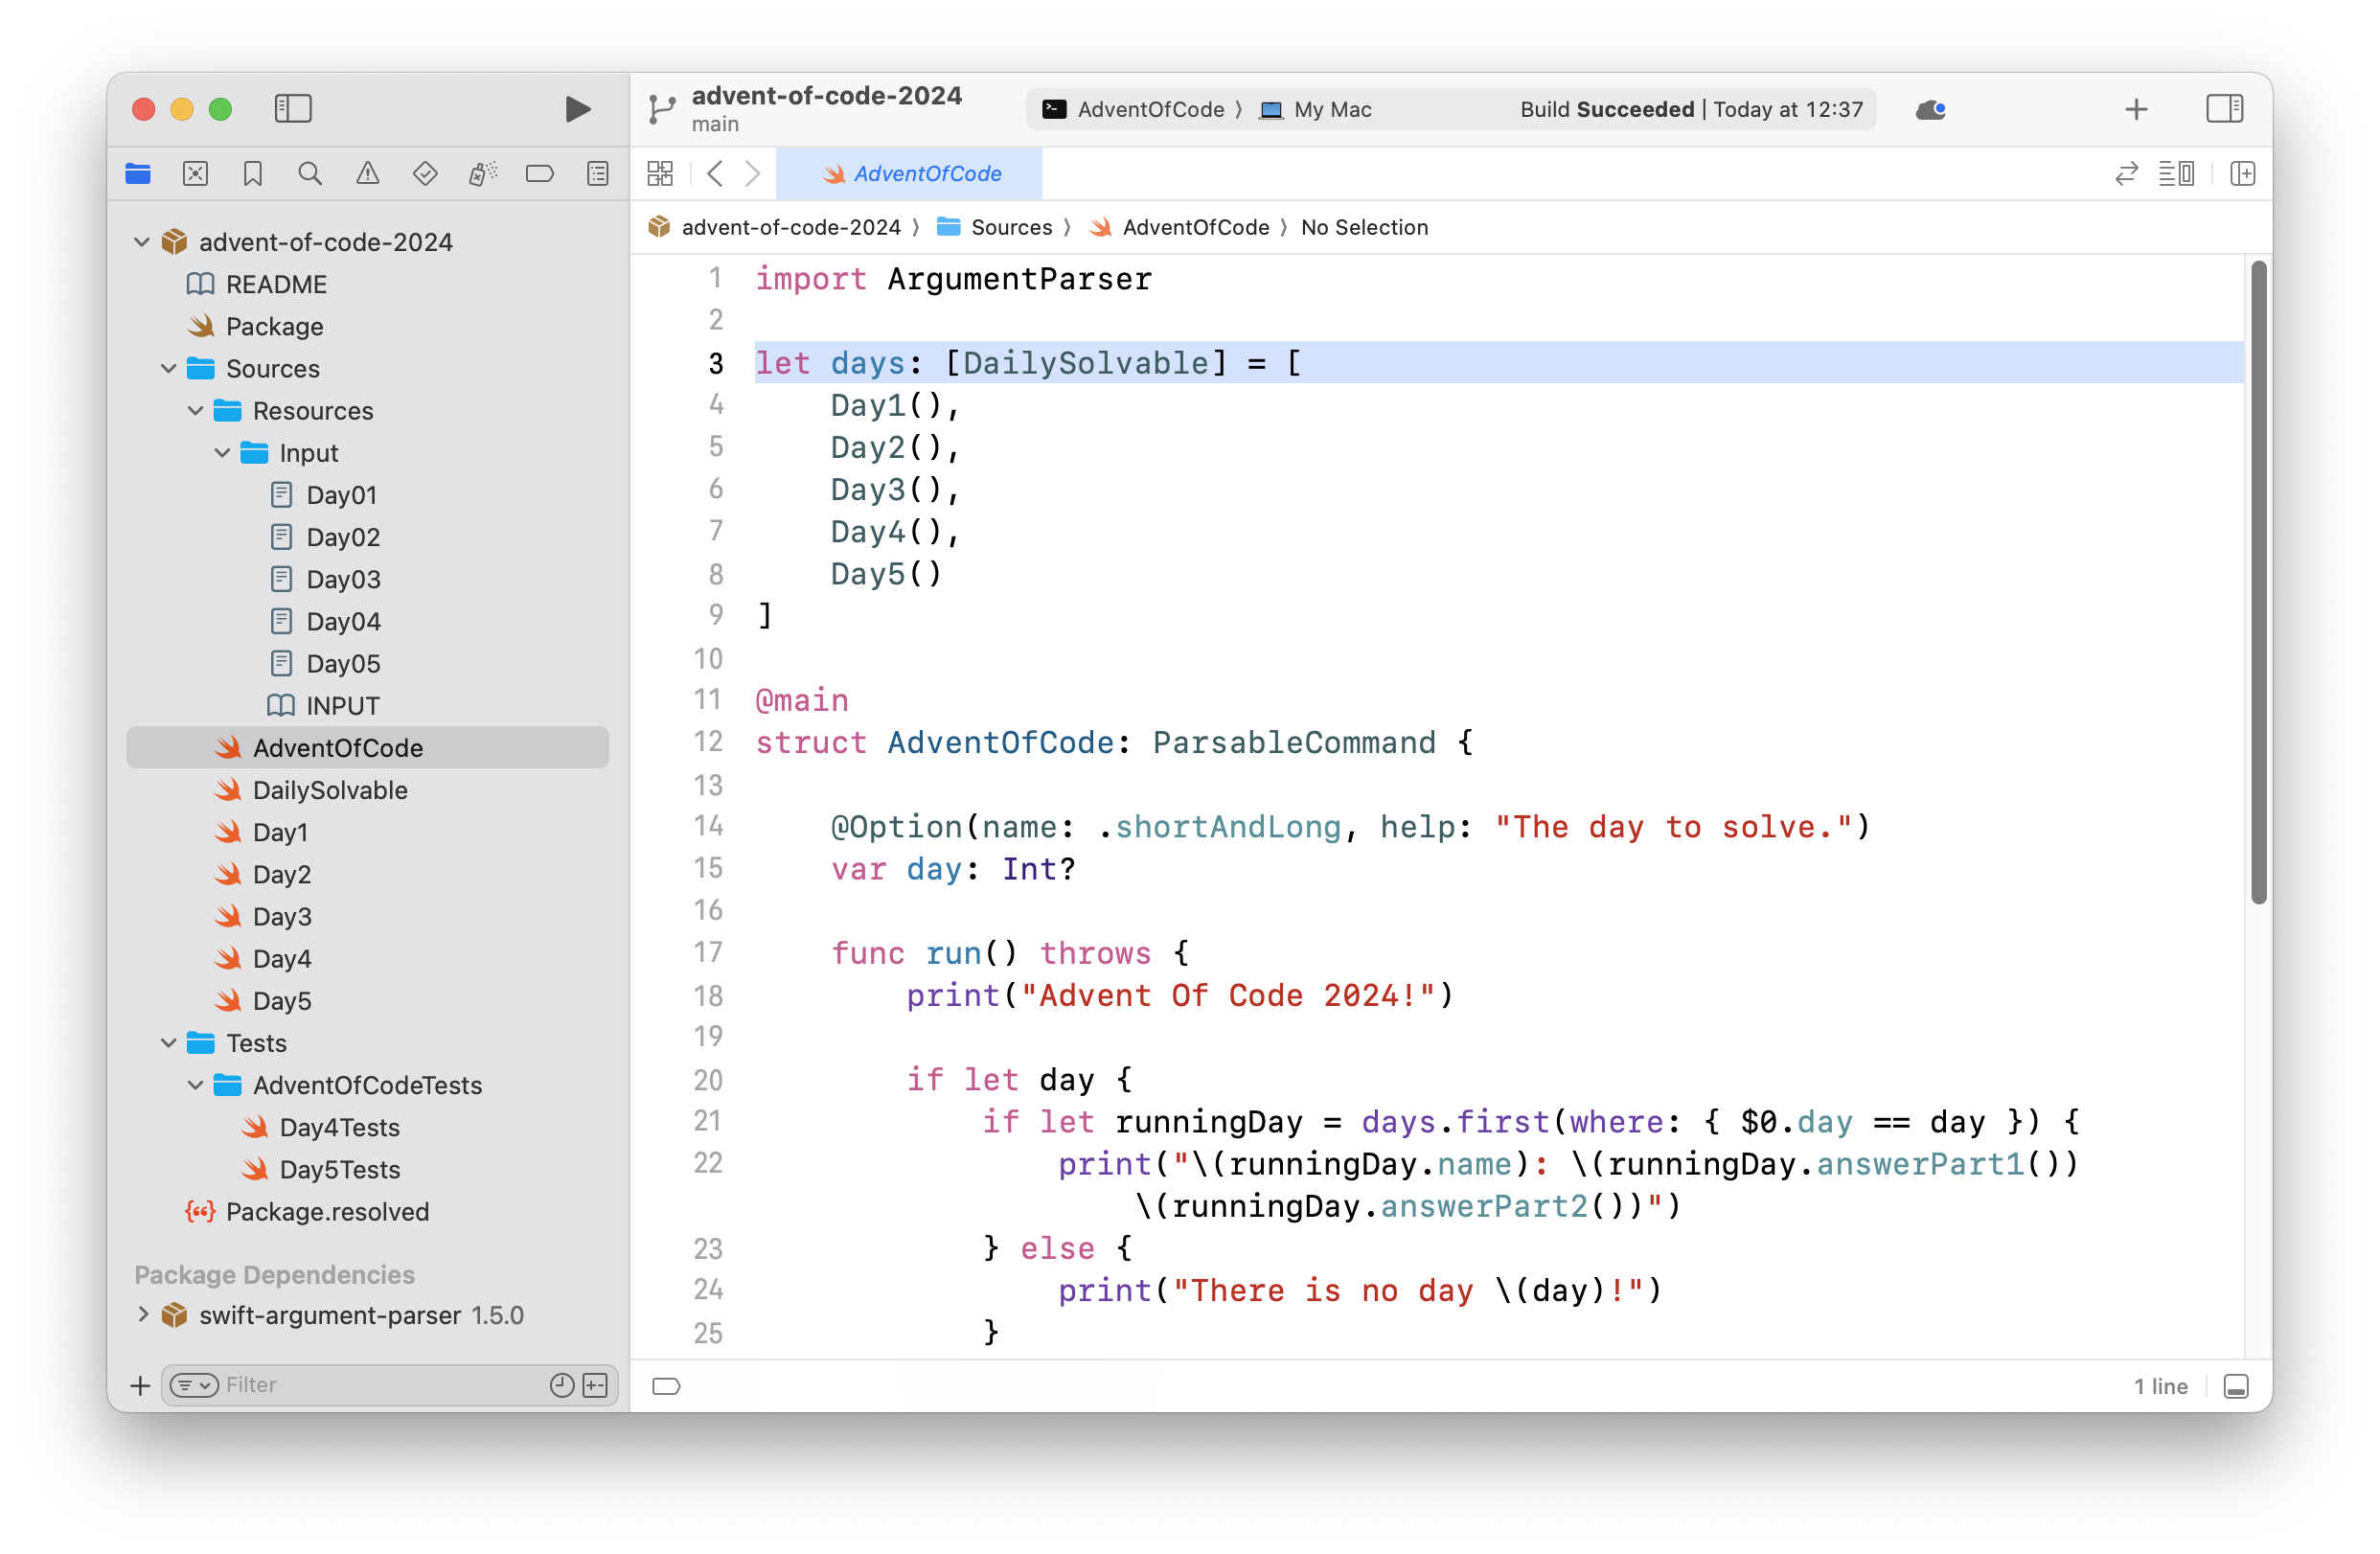 advent-of-code-2024
main
AdventOfCode 〉 My Mac
Build Succeeded | Today at 12:37
AdventOfCode
advent-of-code-2024 〉 Sources 〉 AdventOfCode 〉 No Selection
advent-of-code-2024
README
Package
Sources
Resources
Input
Day01
Day02
Day03
Day04
Day05
INPUT
AdventOfCode
DailySolvable
Day1
Day2
Day3
Day4
Day5
Tests
AdventOfCodeTests
Day4Tests
Day5Tests
Package.resolved
Package Dependencies
swift-argument-parser 1.5.0
Filter
1 import ArgumentParser
2
3 let days: [DailySolvable] = [
4     Day1(),
5     Day2(),
6     Day3(),
7     Day4(),
8     Day5()
9 ]
10
11 @main
12 struct AdventOfCode: ParsableCommand {
13
14     @Option(name: .shortAndLong, help: "The day to solve.")
15     var day: Int?
16
17     func run() throws {
18         print("Advent Of Code 2024!")
19
20         if let day {
21             if let runningDay = days.first(where: { $0.day == day }) {
22                 print("\(runningDay.name): \(runningDay.answerPart1())
\(runningDay.answerPart2())")
23             } else {
24                 print("There is no day \(day)!")
25             }
1 line